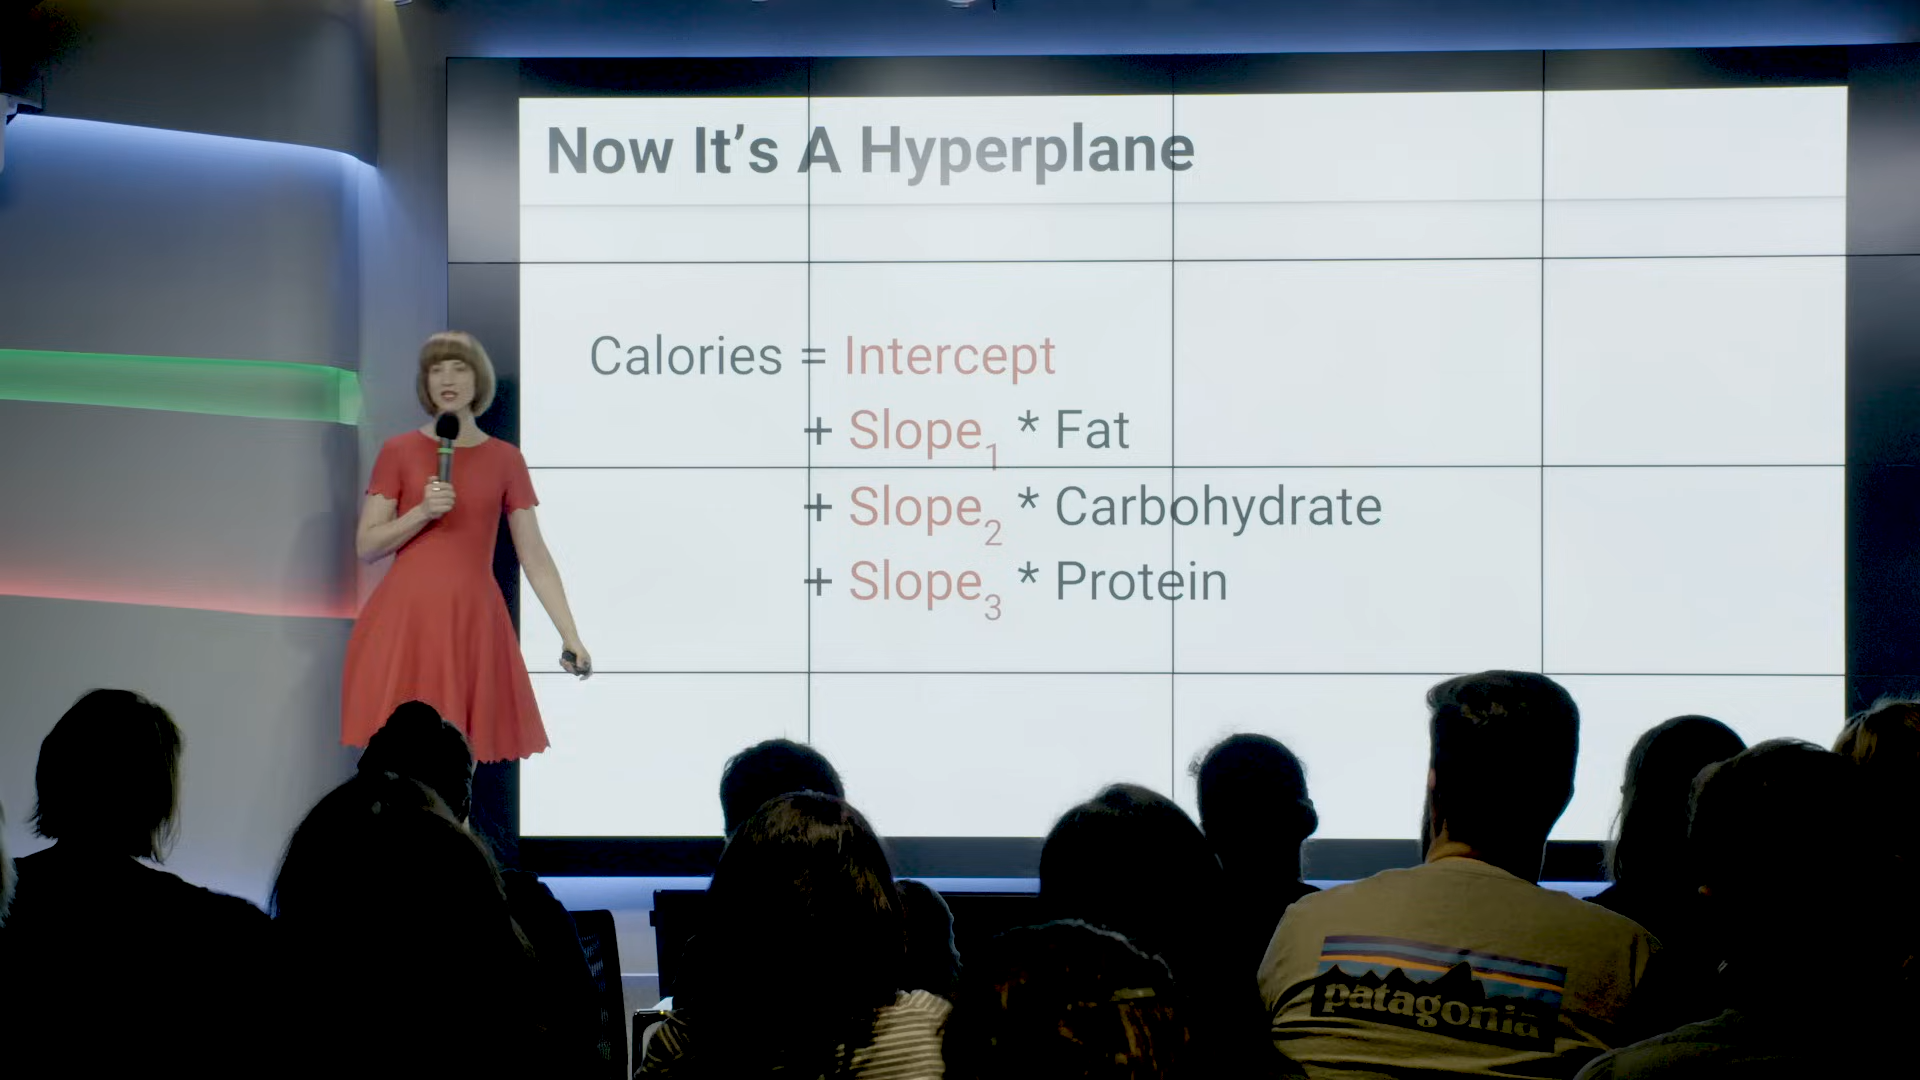 Now It’s A Hyperplane
Calories = Intercept
+ Slope₁ * Fat
+ Slope₂ * Carbohydrate
+ Slope₃ * Protein
patagonia